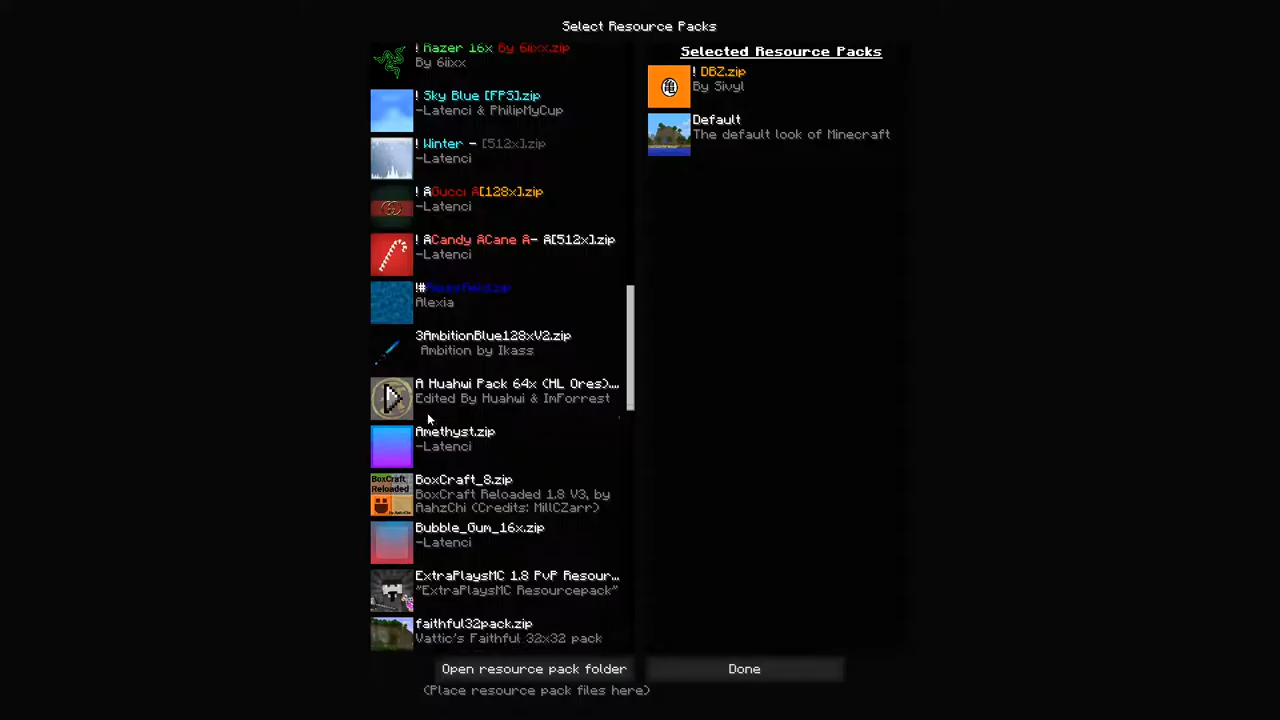 Select Resource Packs
! Razer 16x By 6iixx.zip
By 6iixx
! Sky Blue [FPS].zip
-Latenci & PhilipMyCup
! Winter - [512x].zip
-Latenci
! AGucci A[128x].zip
-Latenci
! ACandy ACane A- A[512x].zip
-Latenci
!#
Alexia
3AmbitionBlue128xV2.zip
Ambition by Ikass
A Huahwi Pack 64x (HL Ores)....
Edited By Huahwi & ImForrest
Amethyst.zip
-Latenci
BoxCraft_8.zip
BoxCraft Reloaded 1.8 V3, by
AahzChi (Credits: MillCZarr)
Bubble_Gum_16x.zip
-Latenci
ExtraPlaysMC 1.8 PvP Resour...
"ExtraPlaysMC Resourcepack"
faithful32pack.zip
Vattic's Faithful 32x32 pack
Selected Resource Packs
! DBZ.zip
By Sivyl
Default
The default look of Minecraft
BoxCraft
Reloaded
Open resource pack folder
Done
(Place resource pack files here)